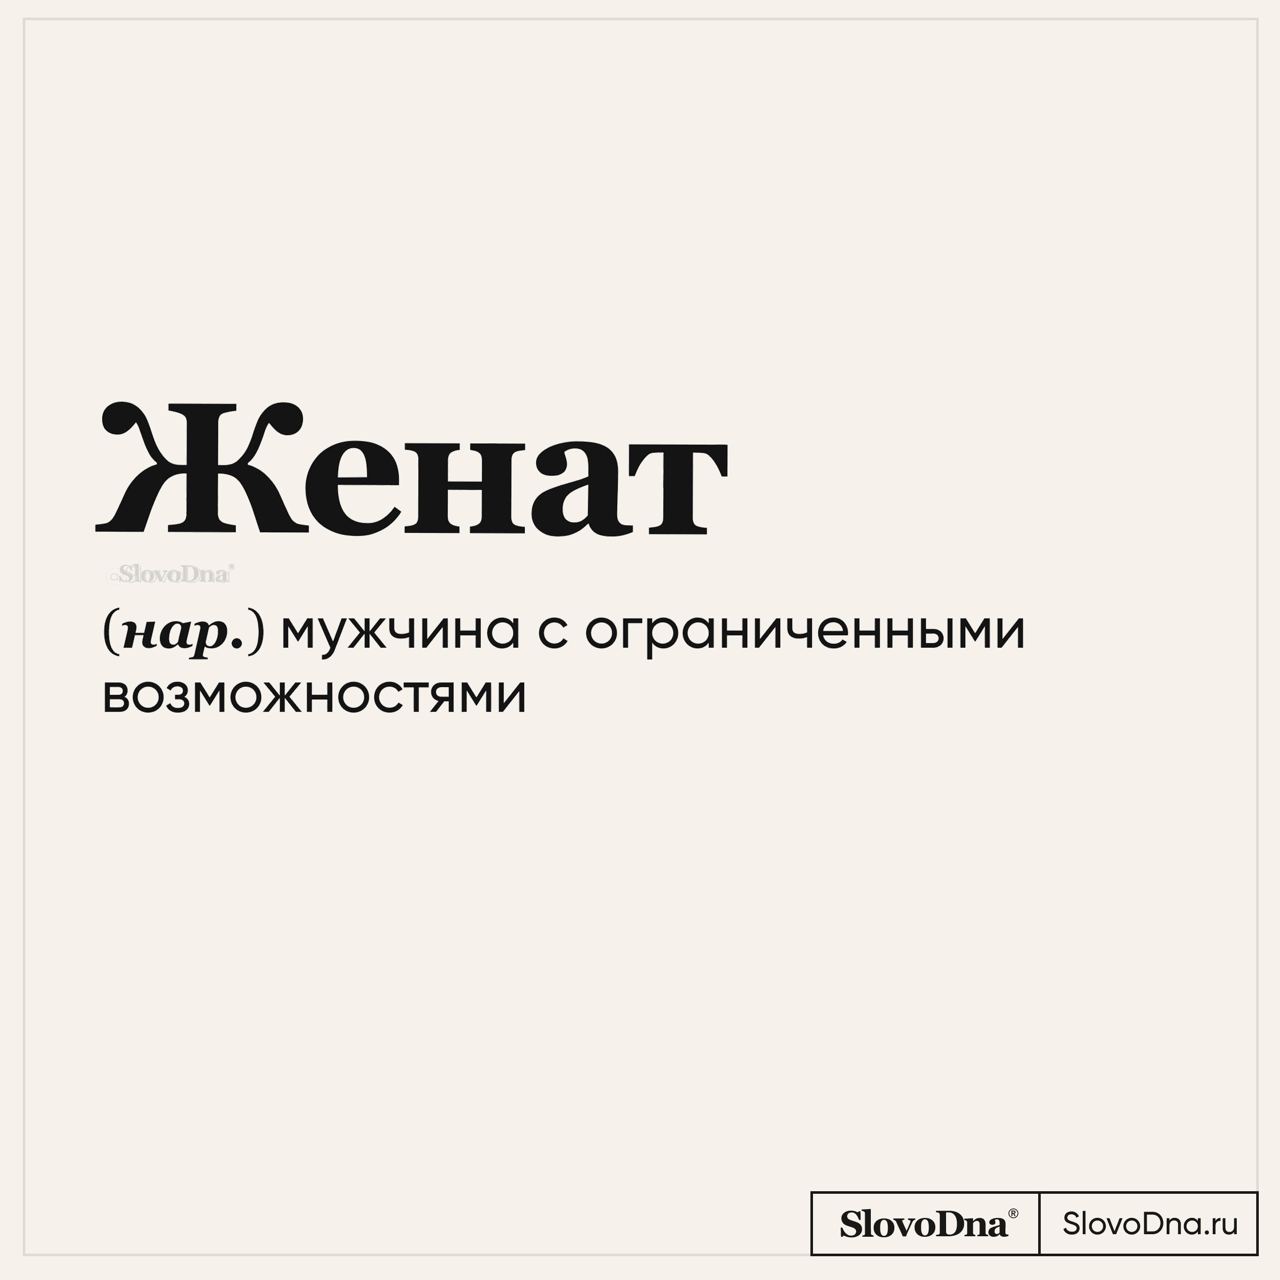 Женат
SlovoDna®
(нар.) мужчина с ограниченными
возможностями
SlovoDna® SlovoDna.ru